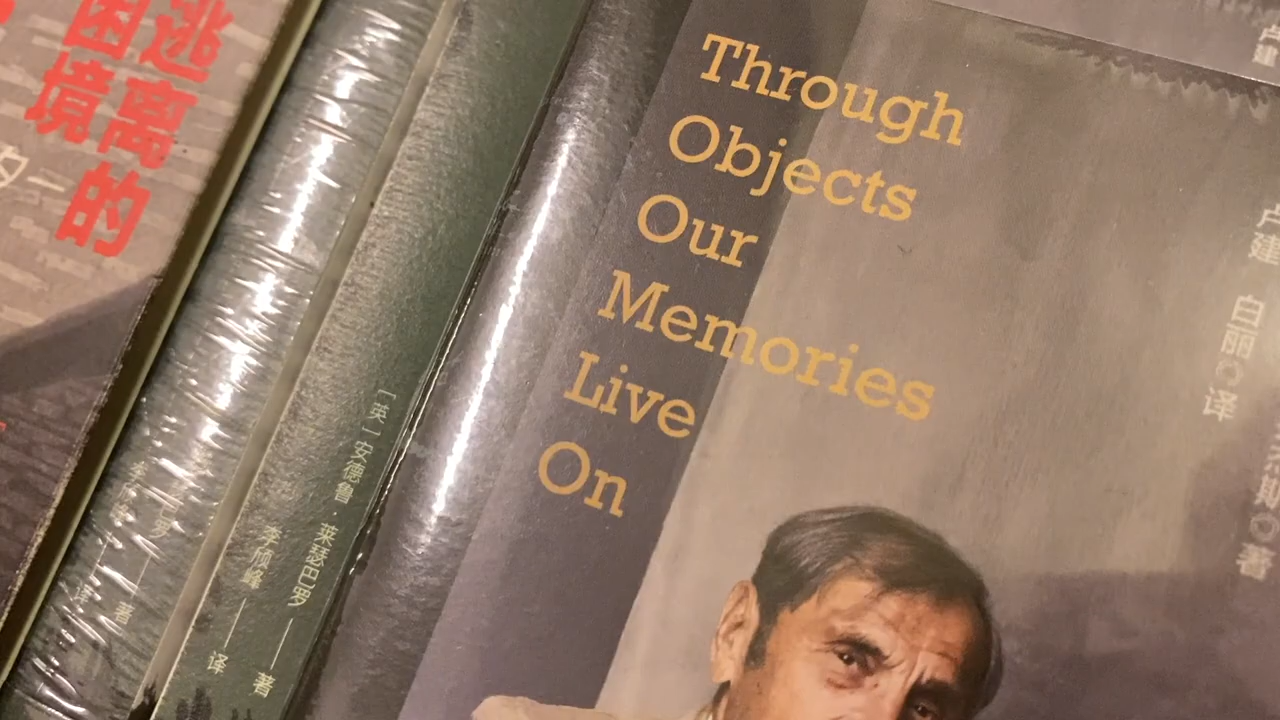 逃离的
困境
Through
Objects
Our
Memories
Live
On
卢建 白丽◎译
[英]安德鲁·莱瑟巴罗——著
李欣峰——译